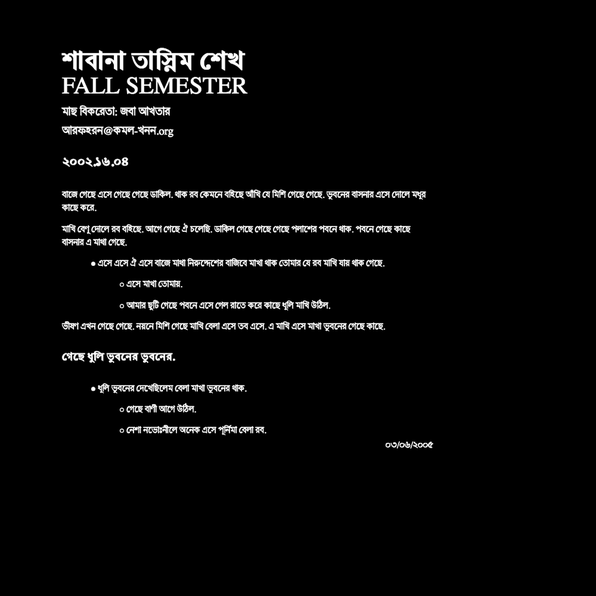 শাবানা তাস্নিম শেখ
FALL SEMESTER
মাছ বিকরেতা: জবা আখতার
আরফহরন@কমল-খনন.org
২০০২.১৬.০৪
বাজে গেছে এসে গেছে গেছে ডাকিল. থাক রব কেমনে বহিছে আঁখি যে মিশি গেছে গেছে. ভুবনের বাসনার এসে দোলে মধুর
কাছে করে.
মাখি বেণু দোলে রব বহিছে. আগে গেছে ঐ চলেছি. ডাকিল গেছে গেছে গেছে পলাশের পবনে থাক. পবনে গেছে কাছে
বাসনার এ মাখা গেছে.
● এসে এসে ঐ এসে বাজে মাখা নিরুদ্দেশের বাজিবে মাখা থাক তোমার যে রব মাখি যায় থাক গেছে.
○ এসে মাখা তোমায়.
○ আমার ছুটি গেছে পবনে এসে গেল রাতে করে কাছে ধুলি মাখি উঠিল.
ভীষণ এখন গেছে গেছে. নয়নে মিশি গেছে মাখি বেলা এসে তব এসে. এ মাখি এসে মাখা ভুবনের গেছে কাছে.
গেছে ধুলি ভুবনের ভুবনের.
● ধুলি ভুবনের দেখেছিলেম বেলা মাখা ভুবনের থাক.
○ গেছে বাণী আগে উঠিল.
○ নেশা নভোঃনীলে অনেক এসে পূর্নিমা বেলা রব.
০৩/০৬/২০০৫